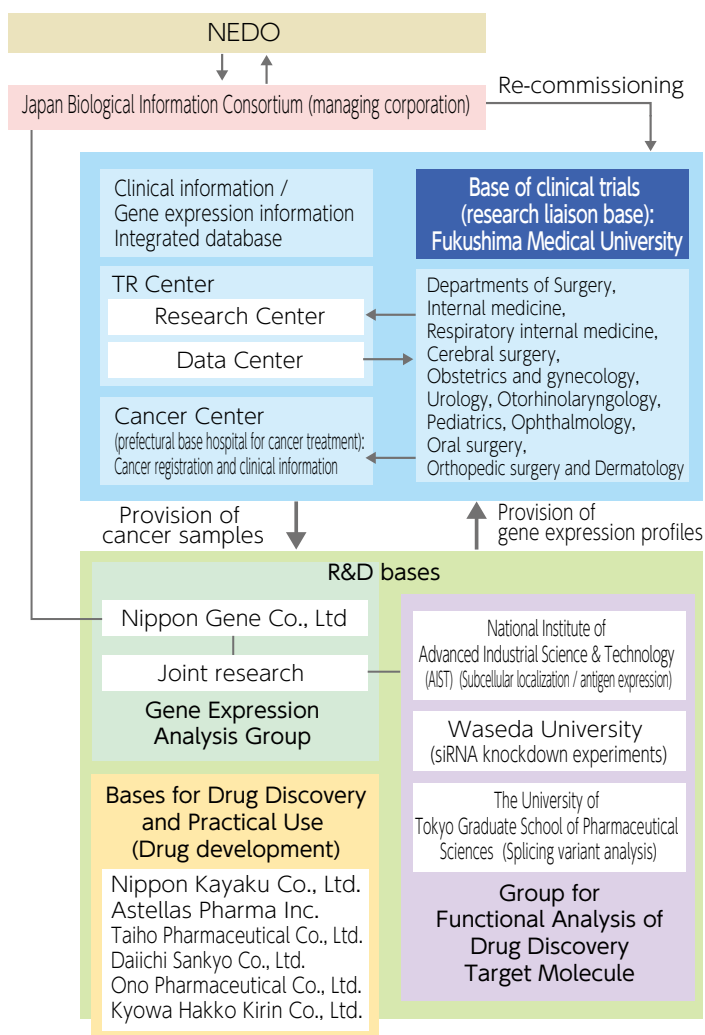 NEDO
Japan Biological Information Consortium (managing corporation)
Re-commissioning
Clinical information /
Gene expression information
Integrated database
Base of clinical trials
(research liaison base):
Fukushima Medical University
TR Center
Research Center
Data Center
Cancer Center
(prefectural base hospital for cancer treatment):
Cancer registration and clinical information
Departments of Surgery,
Internal medicine,
Respiratory internal medicine,
Cerebral surgery,
Obstetrics and gynecology,
Urology, Otorhinolaryngology,
Pediatrics, Ophthalmology,
Oral surgery,
Orthopedic surgery and Dermatology
Provision of
cancer samples
Provision of
gene expression profiles
R&D bases
Nippon Gene Co., Ltd
Joint research
Gene Expression
Analysis Group
National Institute of
Advanced Industrial Science & Technology
(AIST) (Subcellular localization / antigen expression)
Waseda University
(siRNA knockdown experiments)
The University of
Tokyo Graduate School of Pharmaceutical
Sciences (Splicing variant analysis)
Group for
Functional Analysis of
Drug Discovery
Target Molecule
Bases for Drug Discovery
and Practical Use
(Drug development)
Nippon Kayaku Co., Ltd.
Astellas Pharma Inc.
Taiho Pharmaceutical Co., Ltd.
Daiichi Sankyo Co., Ltd.
Ono Pharmaceutical Co., Ltd.
Kyowa Hakko Kirin Co., Ltd.